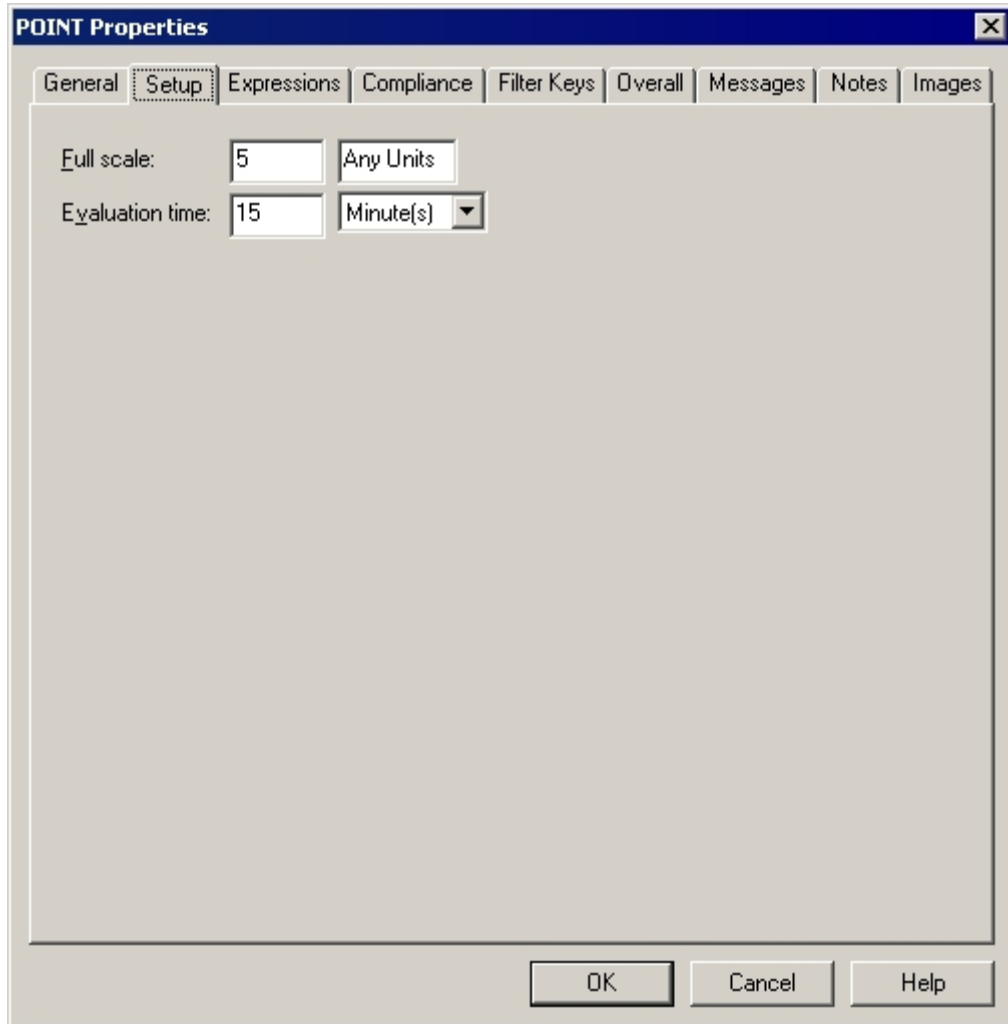 POINT Properties
General Setup Expressions Compliance Filter Keys Overall Messages Notes Images
Full scale: 5 Any Units
Evaluation time: 15 Minute(s)
OK Cancel Help